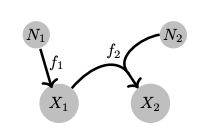 N₁ N₂
f₁ f₂
X₁ X₂